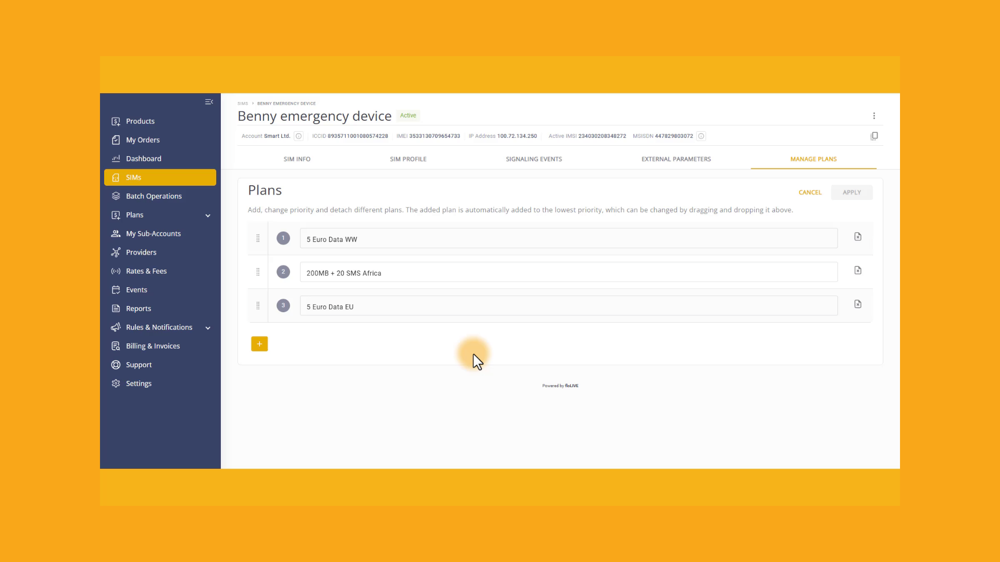 SIMS > BENNY EMERGENCY DEVICE
Benny emergency device Active
Account Smart Ltd. ICCID 8935711001080574228 IMEI 3533130709654733 IP Address 100.72.134.250 Active IMSI 234030208348272 MSISDN 447829803072
SIM INFO SIM PROFILE SIGNALING EVENTS EXTERNAL PARAMETERS MANAGE PLANS
Products
My Orders
Dashboard
SIMs
Batch Operations
Plans
My Sub-Accounts
Providers
Rates & Fees
Events
Reports
Rules & Notifications
Billing & Invoices
Support
Settings
Plans
CANCEL APPLY
Add, change priority and detach different plans. The added plan is automatically added to the lowest priority, which can be changed by dragging and dropping it above.
1 5 Euro Data WW
2 200MB + 20 SMS Africa
3 5 Euro Data EU
+
Powered by floLIVE